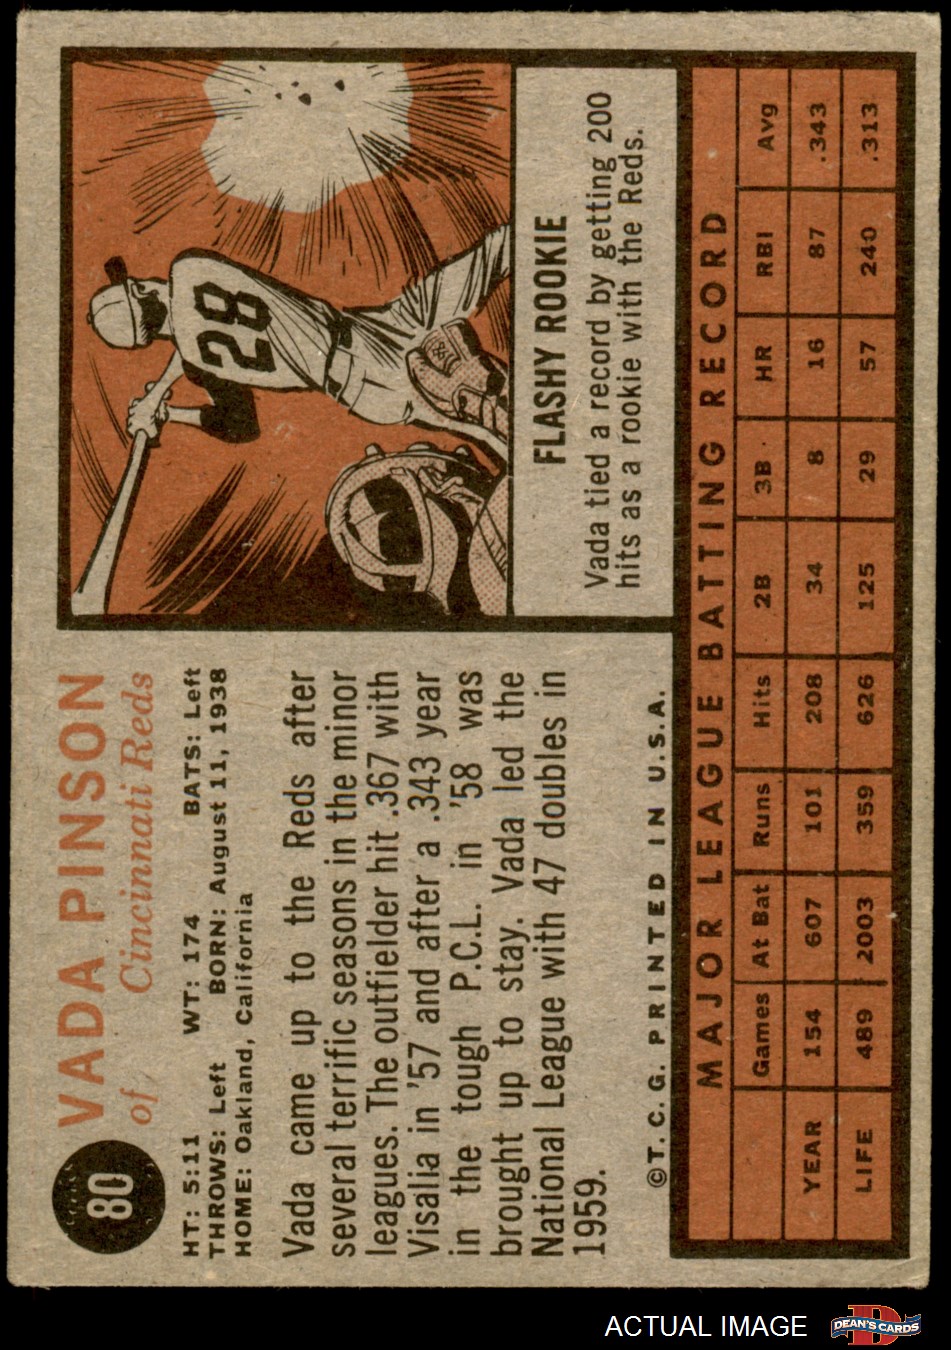 80
VADA PINSON
of Cincinnati Reds
HT: 5:11 WT: 174 BATS: Left
THROWS: Left BORN: August 11, 1938
HOME: Oakland, California
Vada came up to the Reds after
several terrific seasons in the minor
leagues. The outfielder hit .367 with
Visalia in '57 and after a .343 year
in the tough P.C.L. in '58 was
brought up to stay. Vada led the
National League with 47 doubles in
1959.
©T.C.G. PRINTED IN U.S.A.
28
FLASHY ROOKIE
Vada tied a record by getting 200
hits as a rookie with the Reds.
MAJOR LEAGUE BATTING RECORD
Games At Bat Runs Hits 2B 3B HR RBI Avg
YEAR 154 607 101 208 34 8 16 87 .343
LIFE 489 2003 359 626 125 29 57 240 .313
ACTUAL IMAGE
D
DEAN'S CARDS